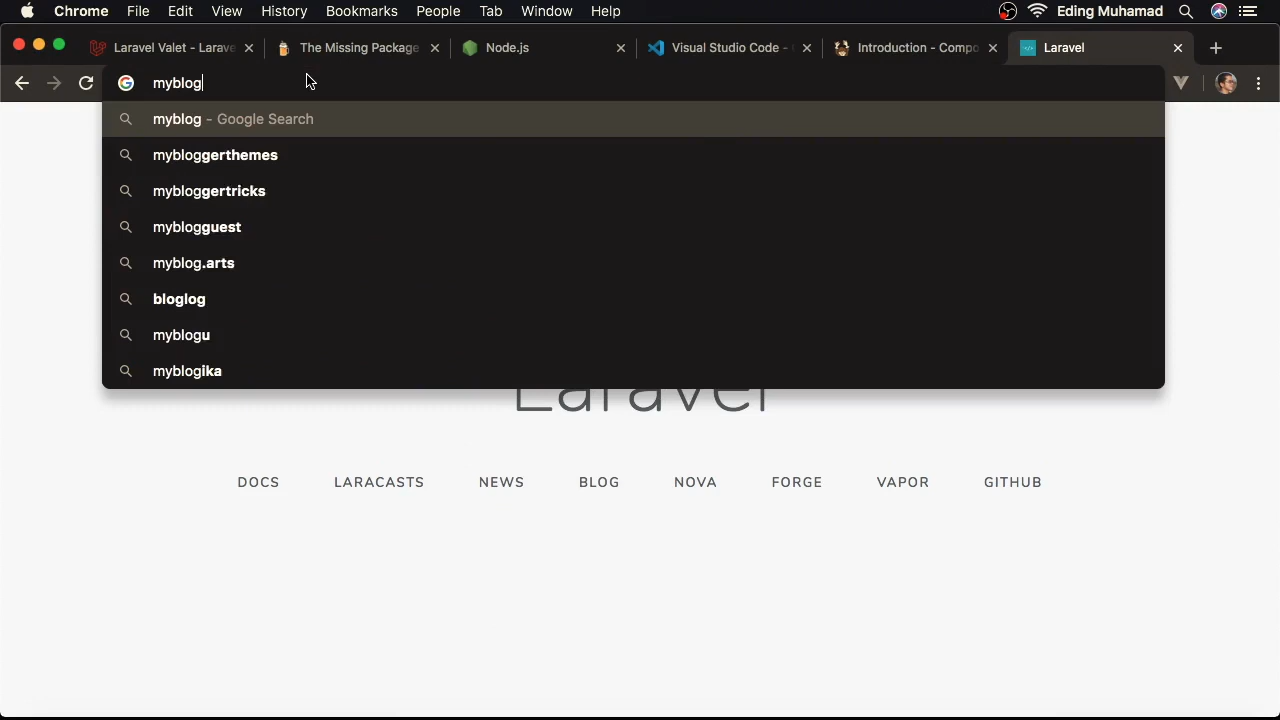 Chrome File Edit View History Bookmarks People Tab Window Help Eding Muhamad
Laravel Valet - Larave The Missing Package Node.js Visual Studio Code - Introduction - Compo Laravel
myblog
myblog - Google Search
mybloggerthemes
mybloggertricks
myblogguest
myblog.arts
bloglog
myblogu
myblogika
Laravel
DOCS LARACASTS NEWS BLOG NOVA FORGE VAPOR GITHUB